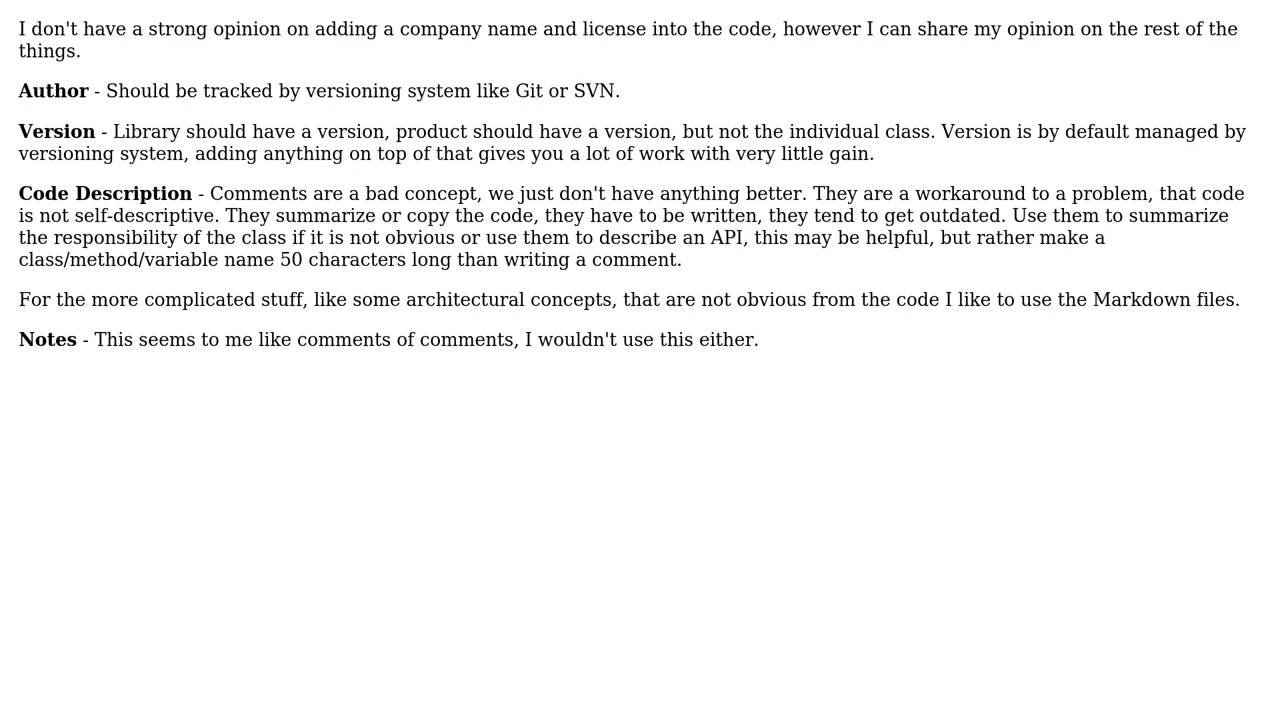 I don't have a strong opinion on adding a company name and license into the code, however I can share my opinion on the rest of the
things.
Author - Should be tracked by versioning system like Git or SVN.
Version - Library should have a version, product should have a version, but not the individual class. Version is by default managed by
versioning system, adding anything on top of that gives you a lot of work with very little gain.
Code Description - Comments are a bad concept, we just don't have anything better. They are a workaround to a problem, that code
is not self-descriptive. They summarize or copy the code, they have to be written, they tend to get outdated. Use them to summarize
the responsibility of the class if it is not obvious or use them to describe an API, this may be helpful, but rather make a
class/method/variable name 50 characters long than writing a comment.
For the more complicated stuff, like some architectural concepts, that are not obvious from the code I like to use the Markdown files.
Notes - This seems to me like comments of comments, I wouldn't use this either.